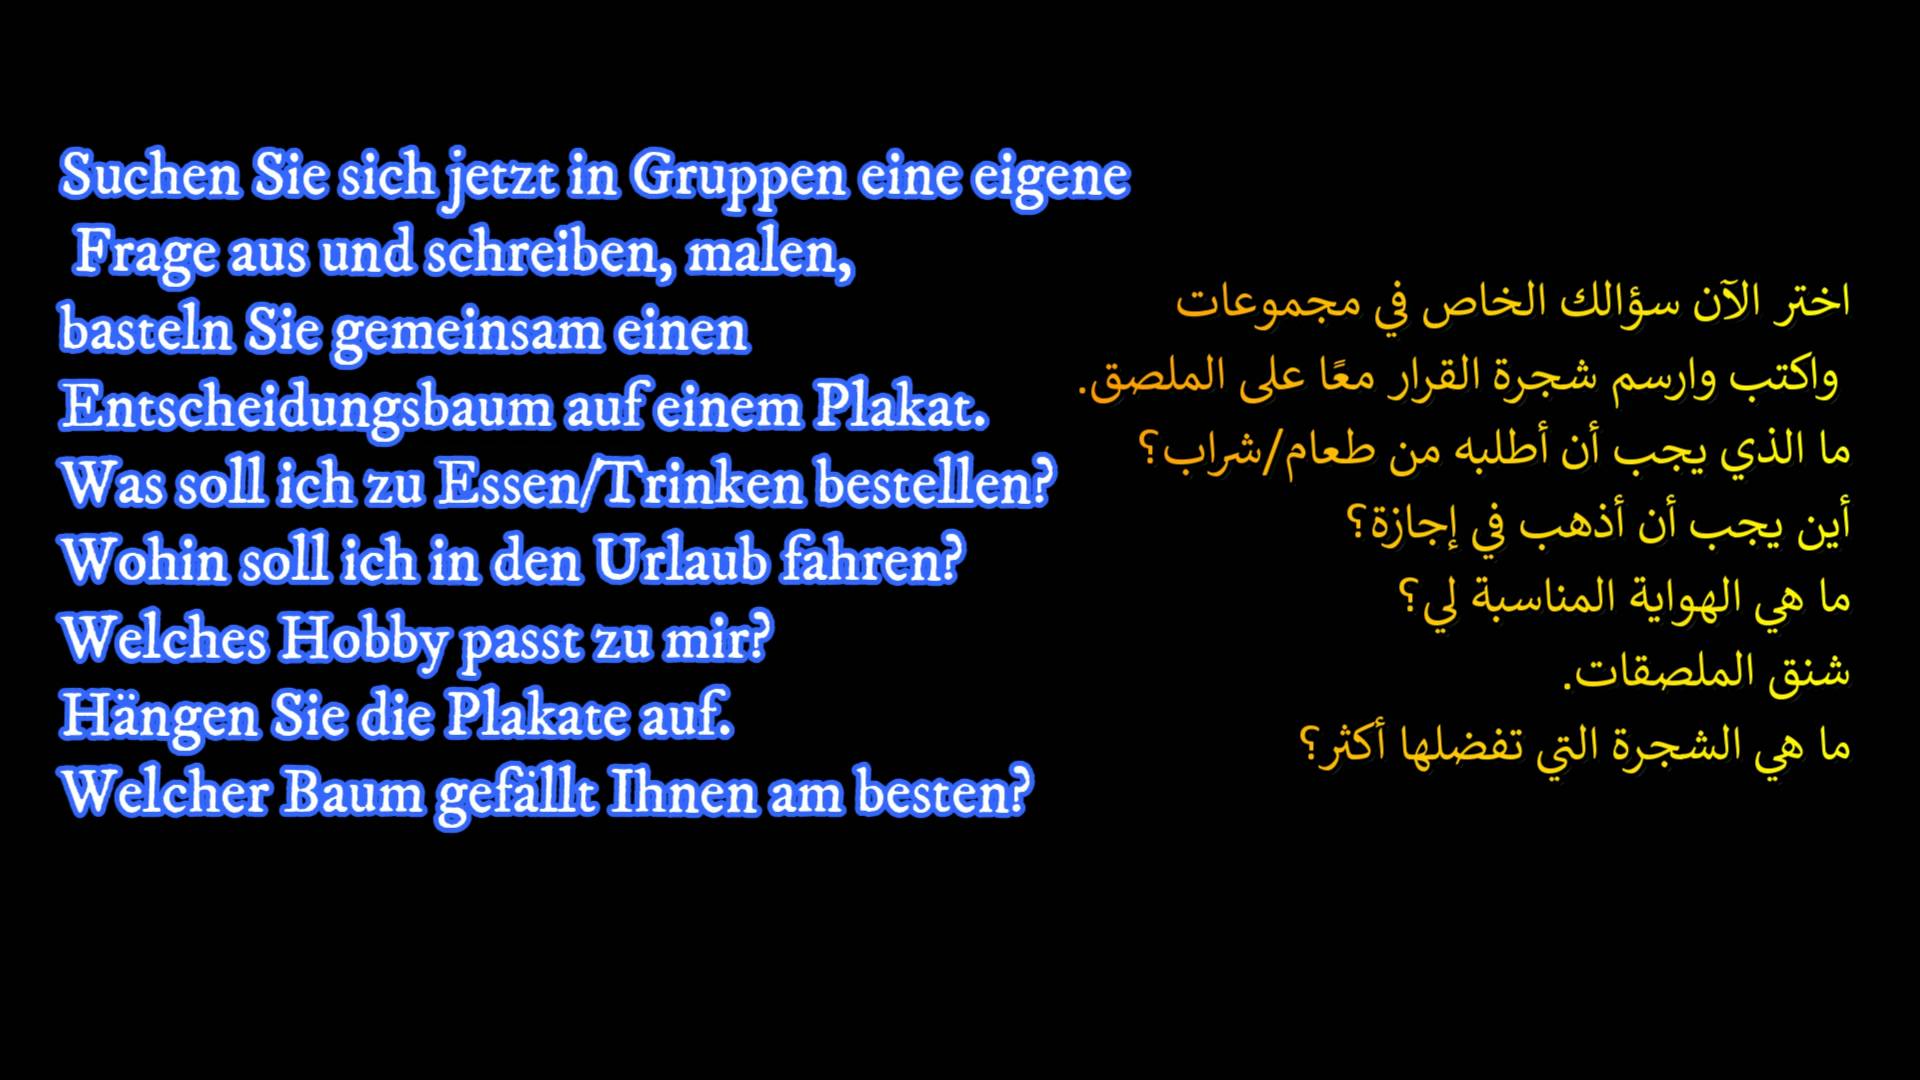 Suchen Sie sich jetzt in Gruppen eine eigene
Frage aus und schreiben, malen,
basteln Sie gemeinsam einen
Entscheidungsbaum auf einem Plakat.
Was soll ich zu Essen/Trinken bestellen?
Wohin soll ich in den Urlaub fahren?
Welches Hobby passt zu mir?
Hängen Sie die Plakate auf.
Welcher Baum gefällt Ihnen am besten?
اختر الآن سؤالك الخاص في مجموعات
واكتب وارسم شجرة القرار معًا على الملصق.
ما الذي يجب أن أطلبه من طعام/شراب؟
أين يجب أن أذهب في إجازة؟
ما هي الهواية المناسبة لي؟
شنق الملصقات.
ما هي الشجرة التي تفضلها أكثر؟